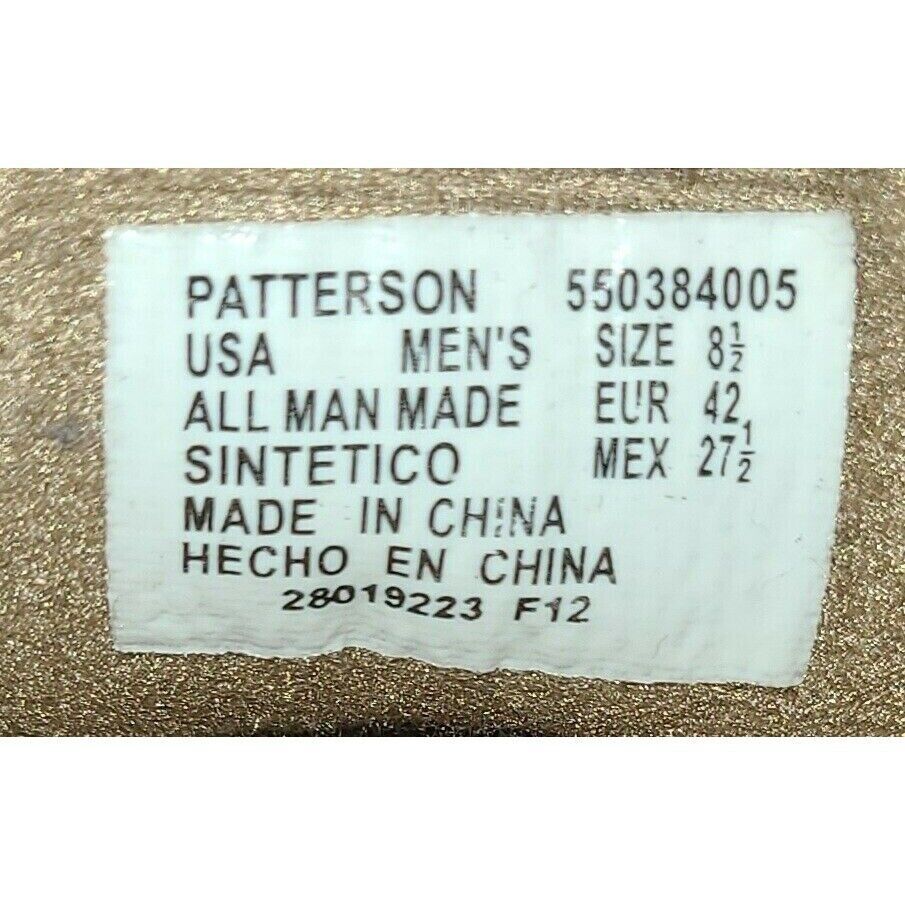 PATTERSON 550384005
USA MEN'S SIZE 8½
ALL MAN MADE EUR 42
SINTETICO MEX 27½
MADE IN CHINA
HECHO EN CHINA
28019223 F12